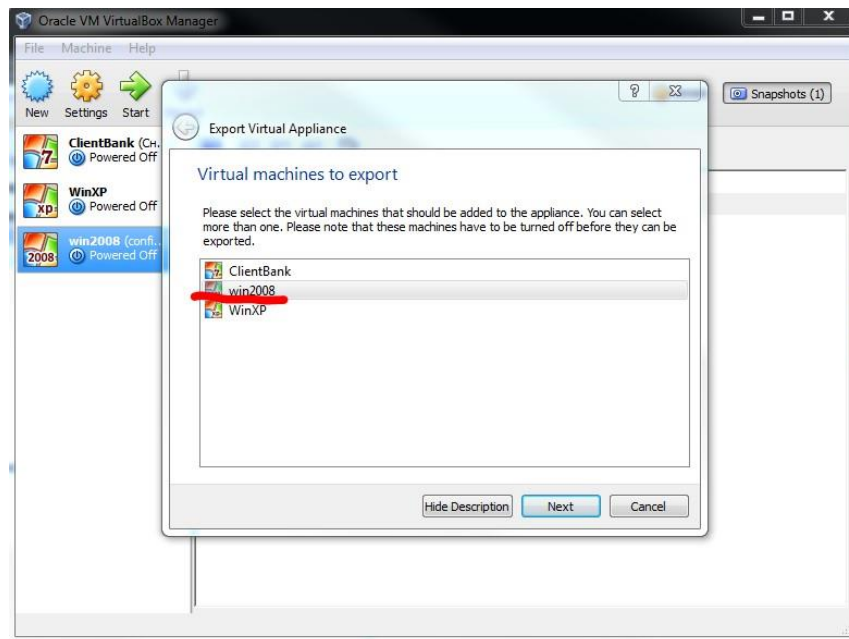 Oracle VM VirtualBox Manager
File Machine Help
New Settings Start
Snapshots (1)
ClientBank (Сн.
Powered Off
WinXP
Powered Off
win2008 (confi..
Powered Off
Export Virtual Appliance
Virtual machines to export
Please select the virtual machines that should be added to the appliance. You can select
more than one. Please note that these machines have to be turned off before they can be
exported.
ClientBank
win2008
WinXP
Hide Description Next Cancel